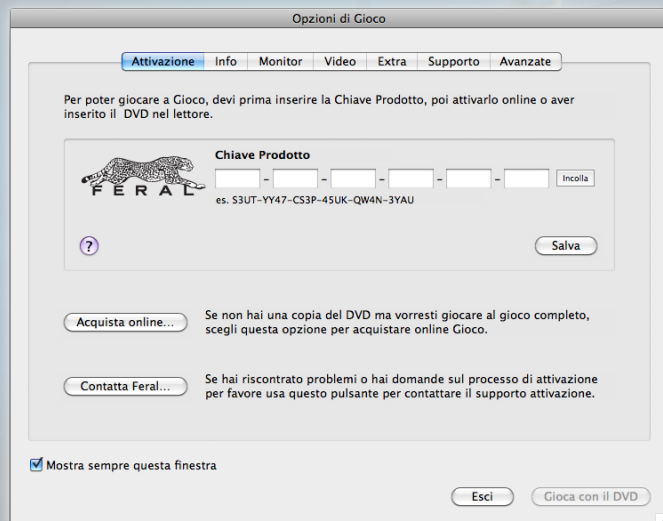 Opzioni di Gioco
Attivazione Info Monitor Video Extra Supporto Avanzate
Per poter giocare a Gioco, devi prima inserire la Chiave Prodotto, poi attivarlo online o aver
inserito il DVD nel lettore.
Chiave Prodotto
- - - - - Incolla
FERAL
es. S3UT-YY47-CS3P-45UK-QW4N-3YAU
? Salva
Acquista online...
Se non hai una copia del DVD ma vorresti giocare al gioco completo,
scegli questa opzione per acquistare online Gioco.
Contatta Feral...
Se hai riscontrato problemi o hai domande sul processo di attivazione
per favore usa questo pulsante per contattare il supporto attivazione.
Mostra sempre questa finestra
Esci Gioca con il DVD